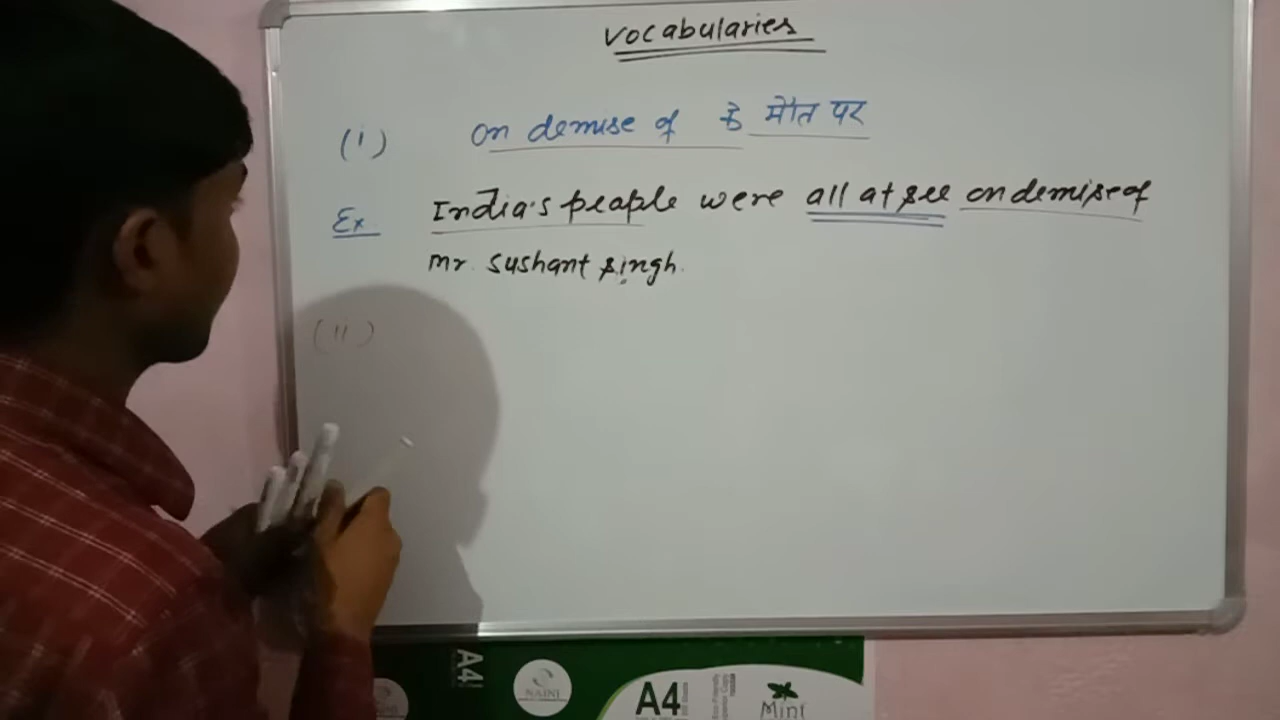 vocabularies
(i) on demise of के मौत पर
Ex India's peaple were all at see on demise of
mr. sushant singh.
(ii)
A4
NAINI
A4
Mint